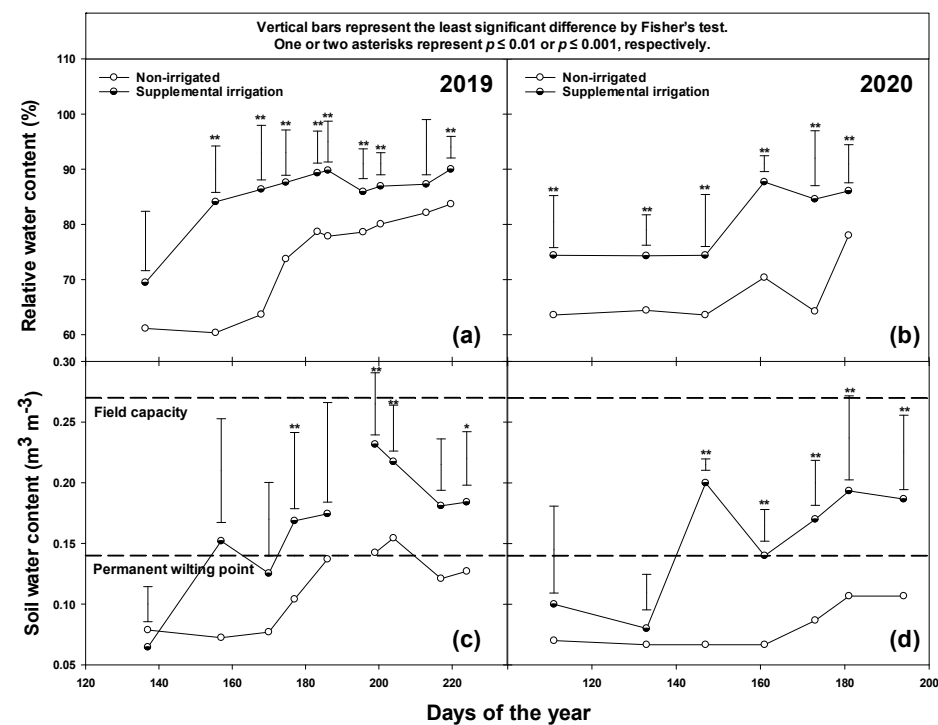 Vertical bars represent the least significant difference by Fisher's test.
One or two asterisks represent p ≤ 0.01 or p ≤ 0.001, respectively.
110
100
90
80
70
60
Relative water content (%)
Non-irrigated
Supplemental irrigation
2019
** ** ** ** ** ** ** **
(a)
Non-irrigated
Supplemental irrigation
2020
** ** ** ** ** **
(b)
0.30
0.25
0.20
0.15
0.10
0.05
Soil water content (m³ m⁻³)
Field capacity
Permanent wilting point
** ** ** *
(c)
** ** ** ** **
(d)
120 140 160 180 200 220
120 140 160 180 200
Days of the year